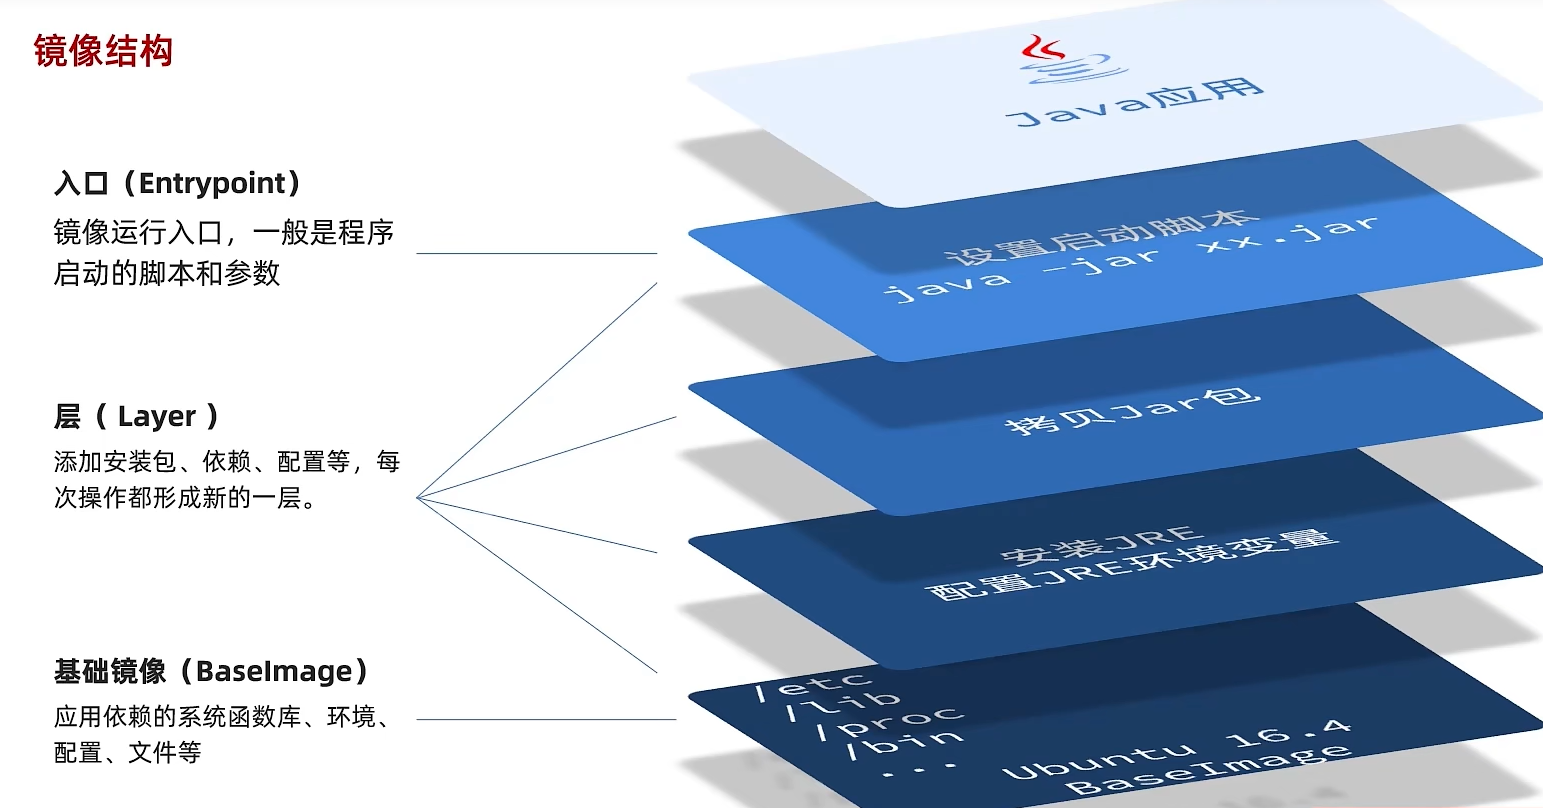 镜像结构
入口（Entrypoint）
镜像运行入口，一般是程序
启动的脚本和参数
层（ Layer ）
添加安装包、依赖、配置等，每
次操作都形成新的一层。
基础镜像（BaseImage）
应用依赖的系统函数库、环境、
配置、文件等
Java应用
设置启动脚本
java -jar xx.jar
拷贝Jar包
安装JRE
配置JRE环境变量
/etc
/lib
/proc
/bin
...
Ubuntu 16.4
BaseImage